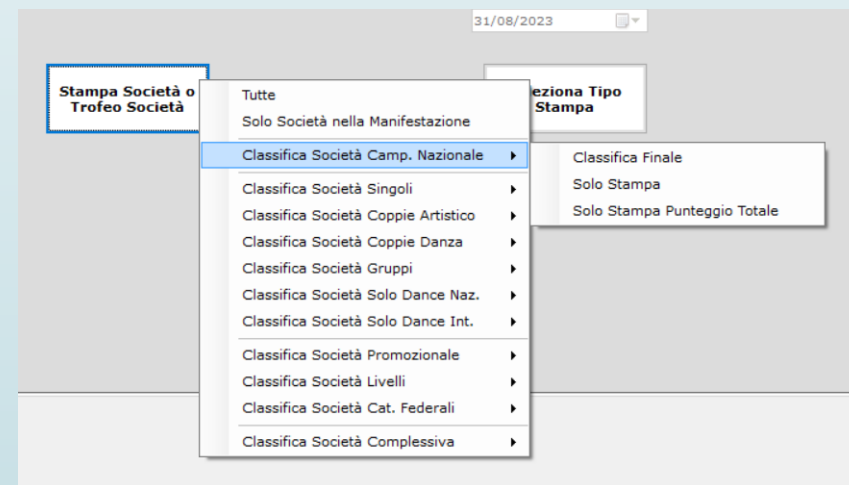 31/08/2023
Stampa Società o
Trofeo Società
eziona Tipo
Stampa
Tutte
Solo Società nella Manifestazione
Classifica Società Camp. Nazionale
Classifica Finale
Solo Stampa
Solo Stampa Punteggio Totale
Classifica Società Singoli
Classifica Società Coppie Artistico
Classifica Società Coppie Danza
Classifica Società Gruppi
Classifica Società Solo Dance Naz.
Classifica Società Solo Dance Int.
Classifica Società Promozionale
Classifica Società Livelli
Classifica Società Cat. Federali
Classifica Società Complessiva